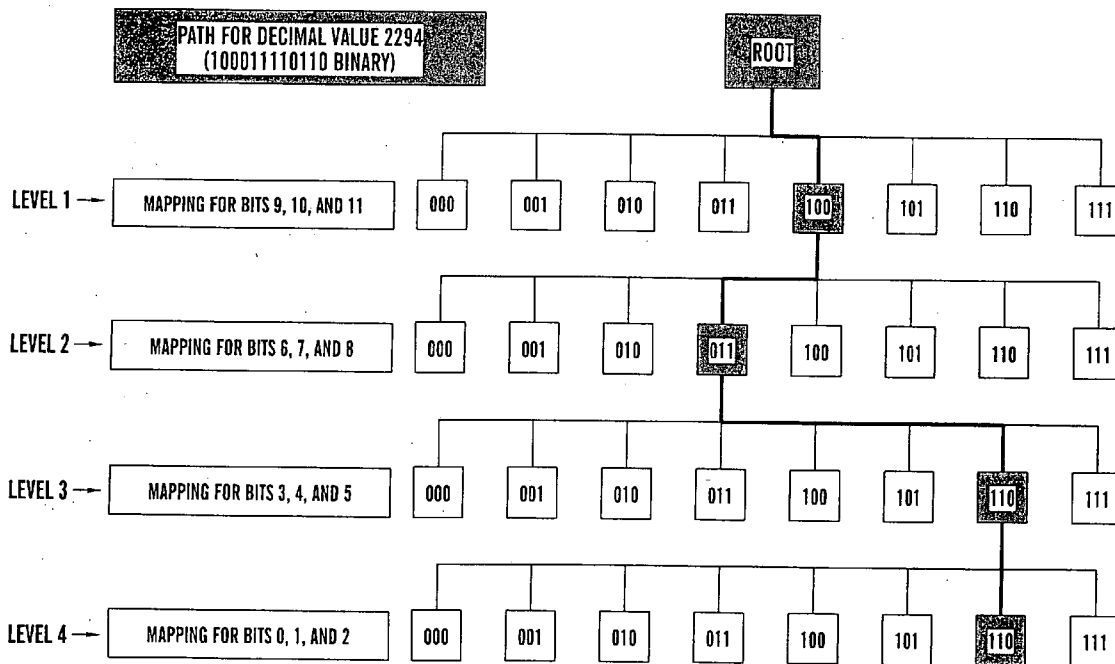 PATH FOR DECIMAL VALUE 2294
(100011110110 BINARY)
ROOT
LEVEL 1
MAPPING FOR BITS 9, 10, AND 11
000 001 010 011 100 101 110 111
LEVEL 2
MAPPING FOR BITS 6, 7, AND 8
000 001 010 011 100 101 110 111
LEVEL 3
MAPPING FOR BITS 3, 4, AND 5
000 001 010 011 100 101 110 111
LEVEL 4
MAPPING FOR BITS 0, 1, AND 2
000 001 010 011 100 101 110 111